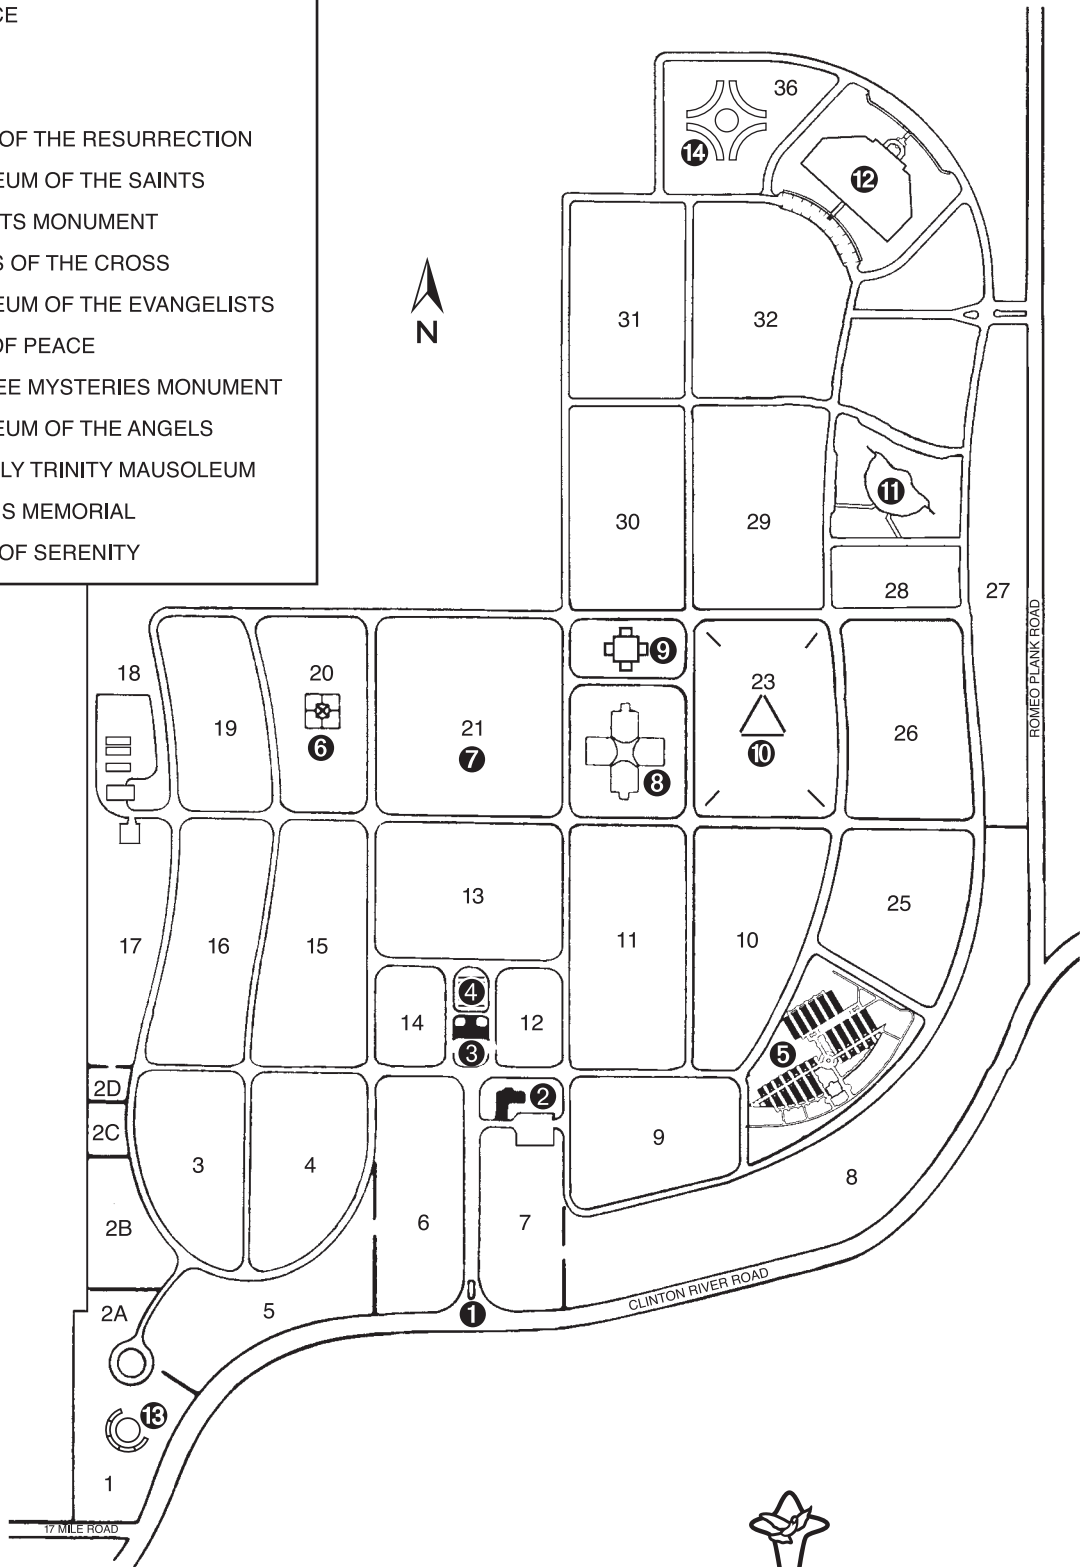 CE
OF THE RESURRECTION
EUM OF THE SAINTS
TS MONUMENT
S OF THE CROSS
EUM OF THE EVANGELISTS
OF PEACE
EE MYSTERIES MONUMENT
EUM OF THE ANGELS
LY TRINITY MAUSOLEUM
S MEMORIAL
OF SERENITY
36
14
12
N
31
32
11
30
29
28
27
ROMEO PLANK ROAD
18
20
9
23
19
6
21
7
8
10
26
13
25
17
16
15
11
10
14
4
12
3
5
2D
2
2C
3
4
9
8
2B
6
7
CLINTON RIVER ROAD
2A
5
1
13
1
17 MILE ROAD